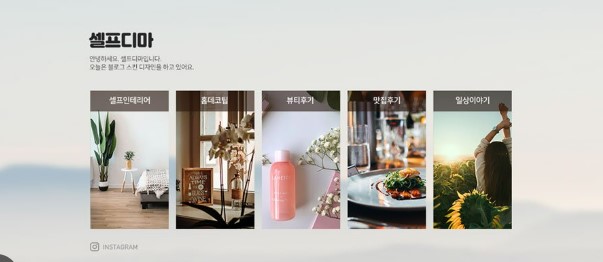 셀프디마
안녕하세요. 셀프디마입니다.
오늘은 블로그 스킨 디자인을 하고 있어요.
셀프인테리어
홈데코팁
뷰티후기
맛집후기
일상이야기
ALWAYS
INSTAGRAM